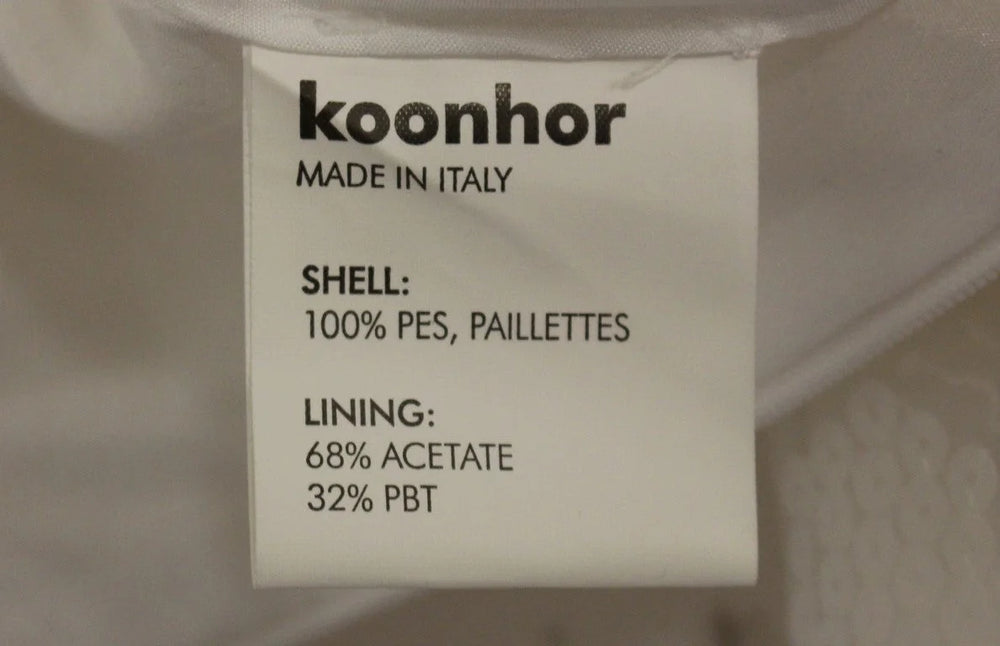 koonhor
MADE IN ITALY
SHELL:
100% PES, PAILLETTES
LINING:
68% ACETATE
32% PBT